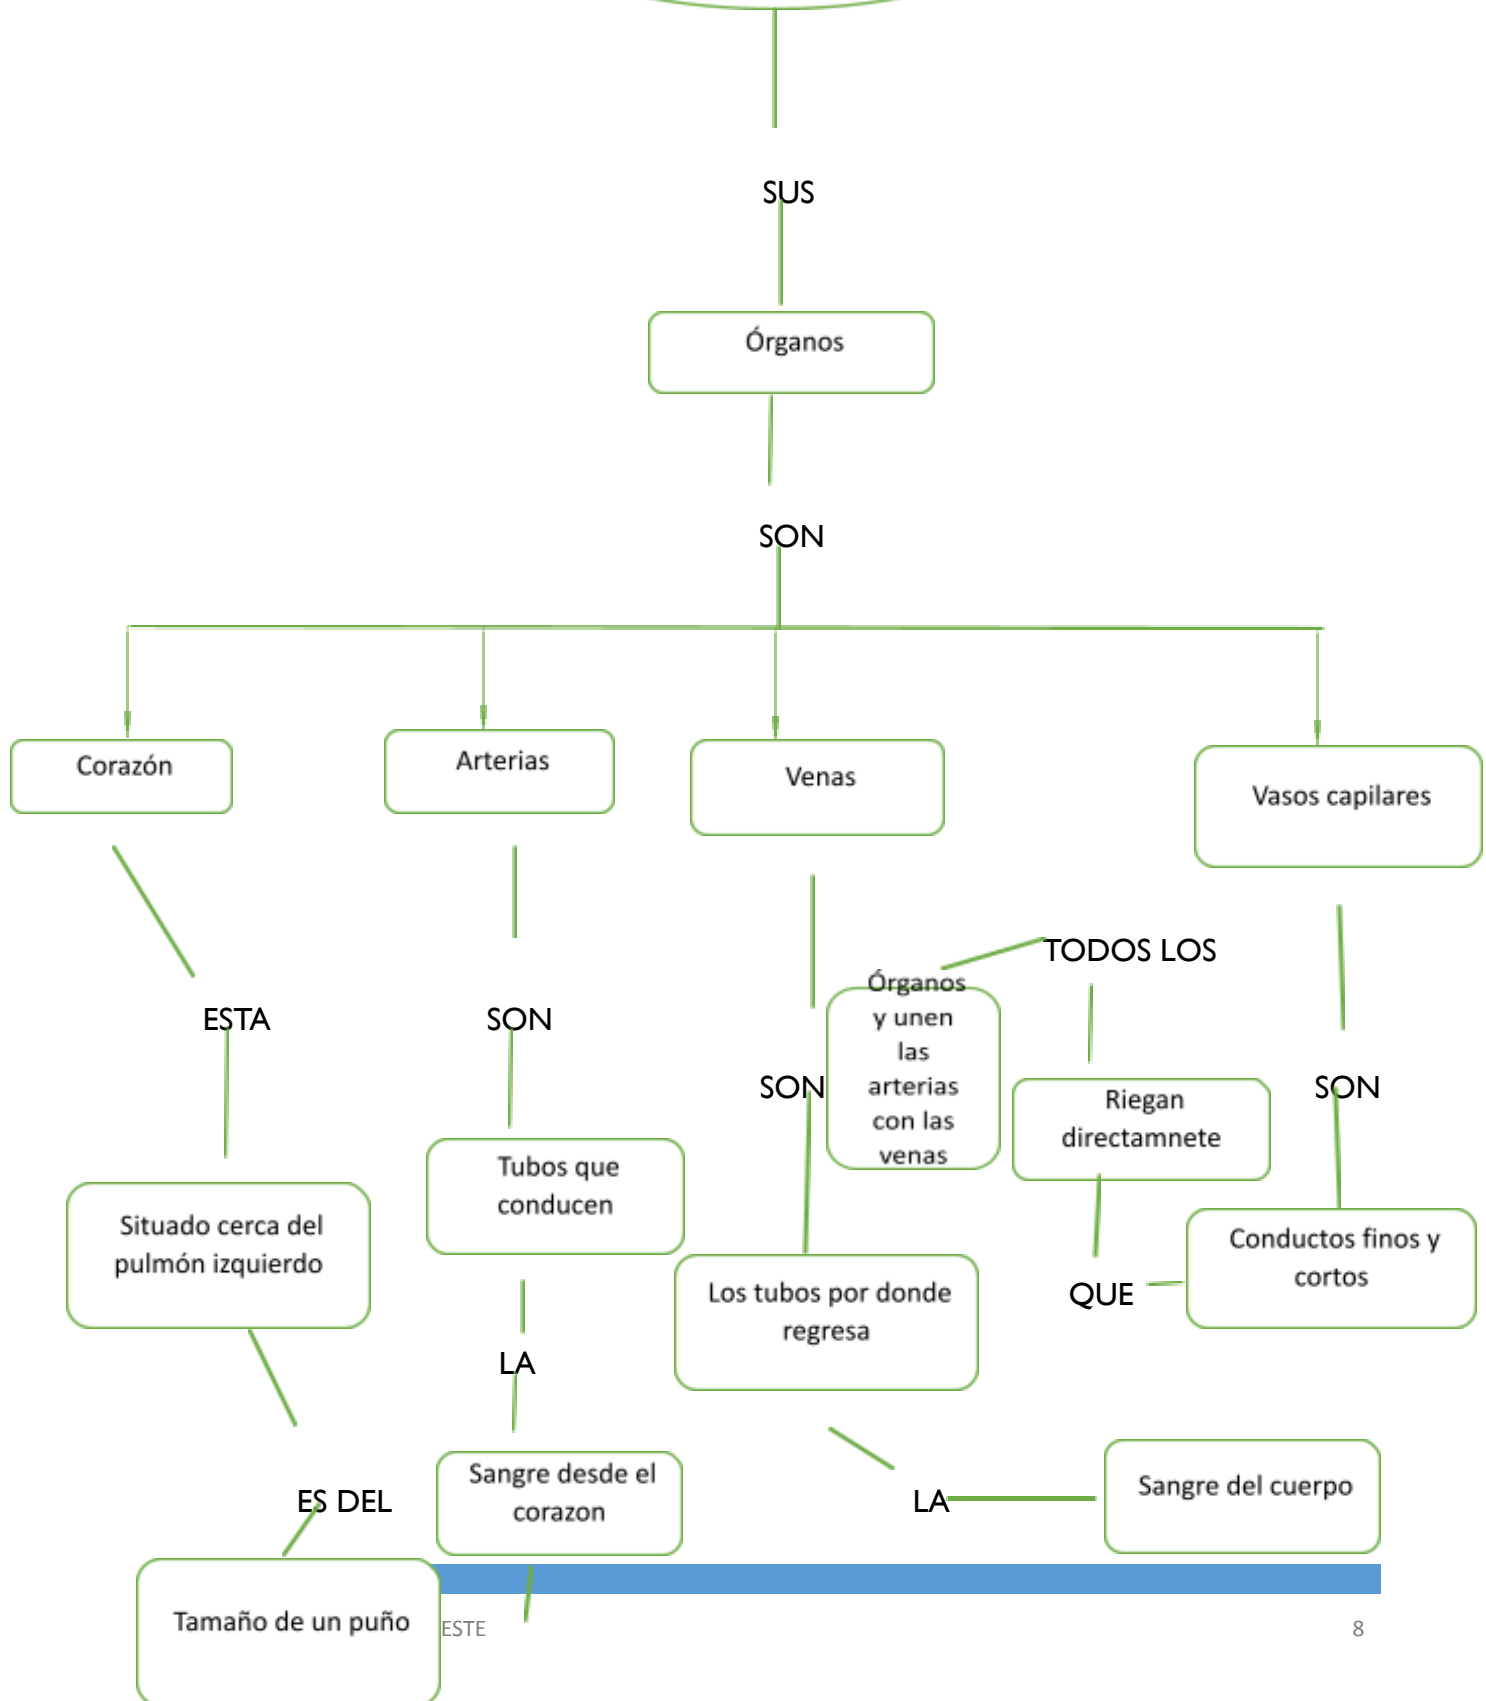 SUS
Órganos
SON
Corazón
Arterias
Venas
Vasos capilares
ESTA
Situado cerca del
pulmón izquierdo
ES DEL
Tamaño de un puño
SON
Tubos que
conducen
LA
Sangre desde el
corazon
SON
Los tubos por donde
regresa
LA
Sangre del cuerpo
SON
Conductos finos y
cortos
QUE
Riegan
directamnete
TODOS LOS
Órganos
y unen
las
arterias
con las
venas
ESTE
8